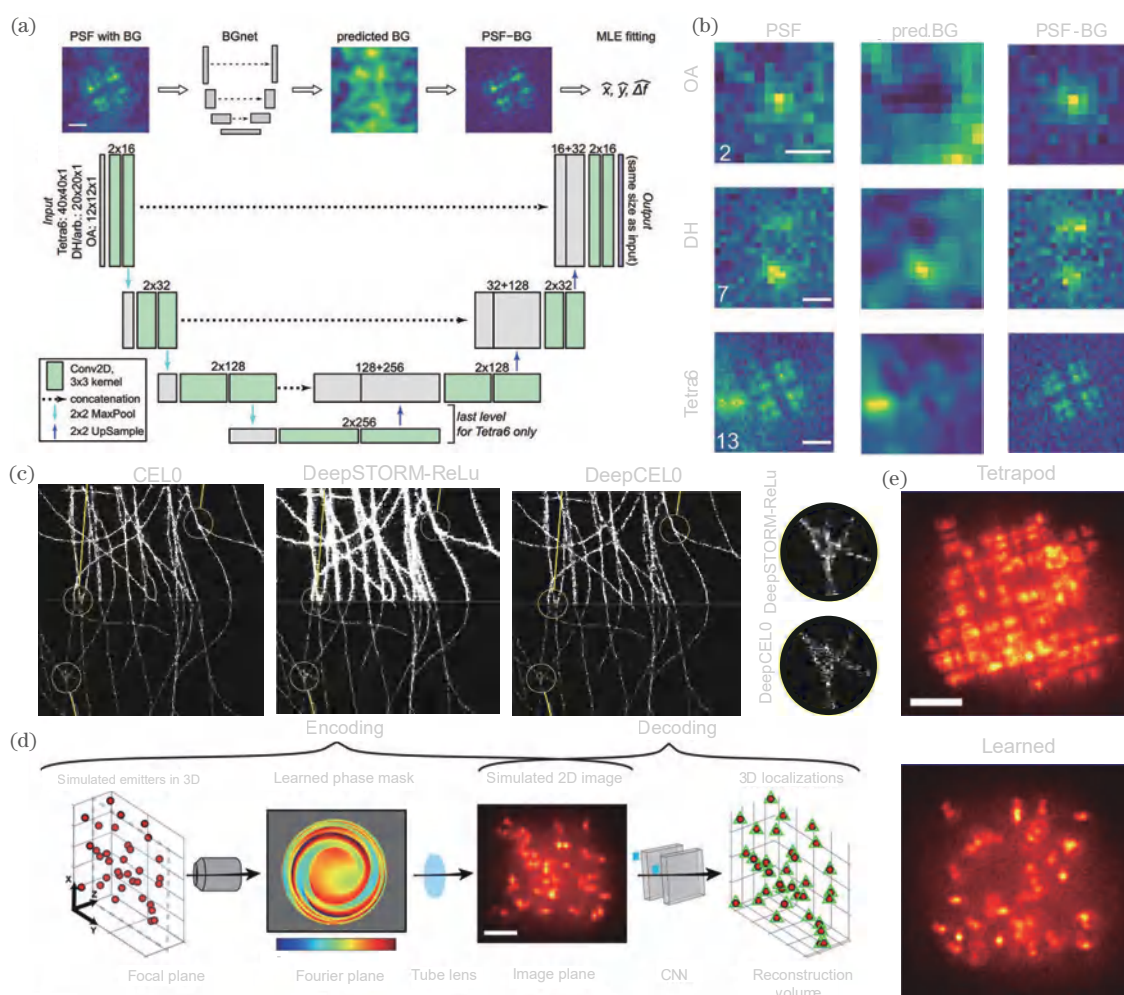 (a)
PSF with BG
BGnet
predicted BG
PSF−BG
MLE fitting
x̂, ŷ, Δ̂f
Input
Tetra6: 40x40x1
DH/arb.: 20x20x1
OA: 12x12x1
2x16
16+32
2x16
Output
(same size as input)
2x32
32+128
2x32
2x128
128+256
2x128
2x256
last level
for Tetra6 only
Conv2D,
3x3 kernel
concatenation
2x2 MaxPool
2x2 UpSample
(b)
PSF
pred.BG
PSF-BG
OA
2
DH
7
Tetra6
13
(c)
CEL0
DeepSTORM-ReLu
DeepCEL0
DeepSTORM-ReLu
DeepCEL0
(e)
Tetrapod
Learned
(d)
Encoding
Decoding
Simulated emitters in 3D
Learned phase mask
Simulated 2D image
3D localizations
X
Z
Y
Focal plane
Fourier plane
Tube lens
Image plane
CNN
Reconstruction
volume